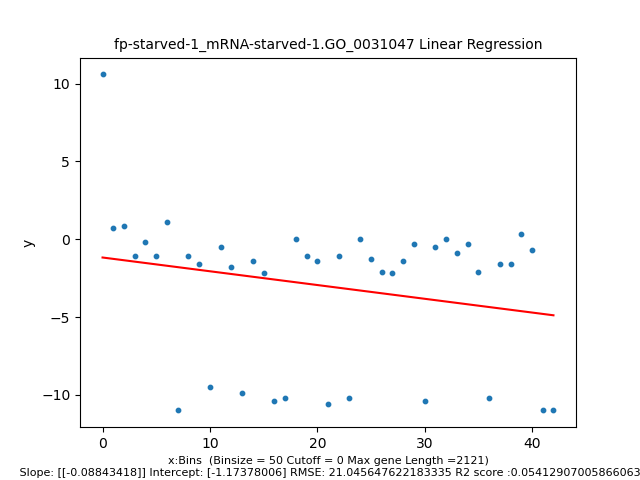 fp-starved-1_mRNA-starved-1.GO_0031047 Linear Regression
10
5
0
−5
−10
y
0
10
20
30
40
x:Bins  (Binsize = 50 Cutoff = 0 Max gene Length =2121)
Slope: [[-0.08843418]] Intercept: [-1.17378006] RMSE: 21.045647622183335 R2 score :0.05412907005866063